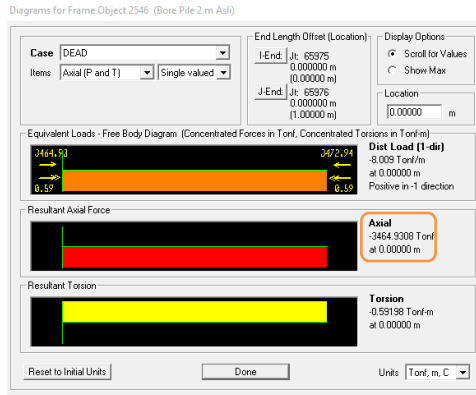 Diagrams for Frame Object 2546 (Bore Pile 2 m Asli)
Case DEAD
Items Axial (P and T) Single valued
End Length Offset (Location)
I-End: Jt: 65975
0.000000 m
(0.00000 m)
J-End: Jt: 65976
0.000000 m
(1.00000 m)
Display Options
Scroll for Values
Show Max
Location
0.00000 m
Equivalent Loads - Free Body Diagram (Concentrated Forces in Tonf, Concentrated Torsions in Tonf-m)
3464.93 3472.94
0.59 0.59
Dist Load (1-dir)
-8.009 Tonf/m
at 0.00000 m
Positive in -1 direction
Resultant Axial Force
Axial
-3464.9308 Tonf
at 0.00000 m
Resultant Torsion
Torsion
-0.59198 Tonf-m
at 0.00000 m
Reset to Initial Units Done Units Tonf, m, C